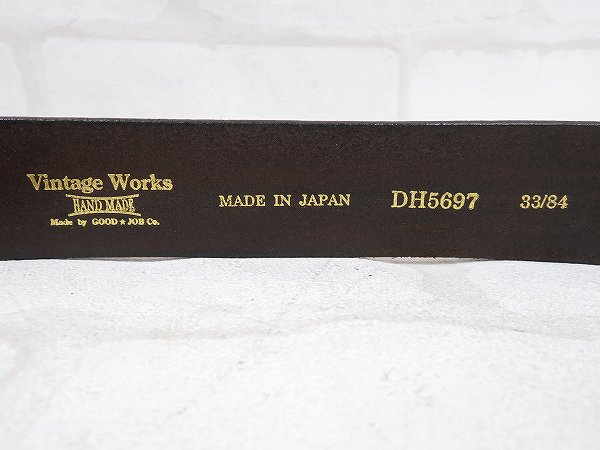 Vintage Works
HAND MADE
Made by GOOD★JOB Co.
MADE IN JAPAN
DH5697
33/84